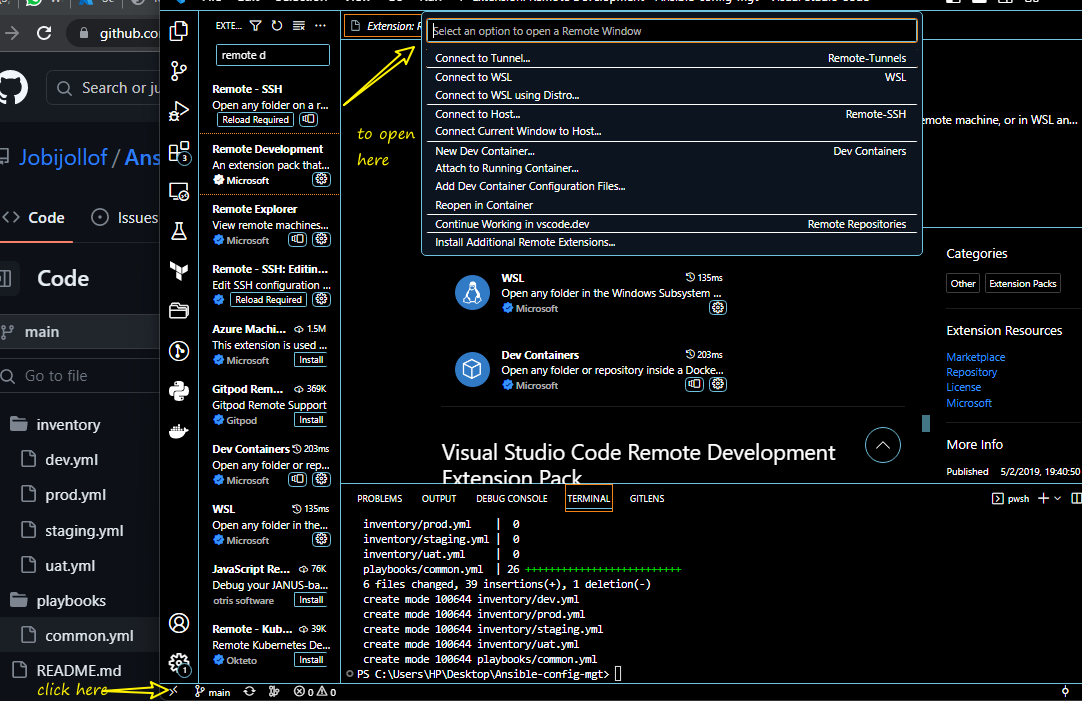 github.co
Search or ju
Jobijollof / Ans
Code
Issues
Code
main
Go to file
inventory
dev.yml
prod.yml
staging.yml
uat.yml
playbooks
common.yml
README.md
click here
EXTE...
remote d
Remote - SSH
Open any folder on a r...
Reload Required
Remote Development
An extension pack that...
Microsoft
Remote Explorer
View remote machines...
Microsoft
Remote - SSH: Editin...
Edit SSH configuration ...
Reload Required
Azure Machi... 1.5M
This extension is used ...
Microsoft Install
Gitpod Rem... 369K
Gitpod Remote Support
Gitpod Install
Dev Containers 203ms
Open any folder or rep...
Microsoft
WSL 135ms
Open any folder in the...
Microsoft
JavaScript Re... 76K
Debug your JANUS-ba...
otris software Install
Remote - Kub... 39K
Remote Kubernetes De...
Okteto Install
3
1
Extension: R
to open
here
Select an option to open a Remote Window
Connect to Tunnel... Remote-Tunnels
Connect to WSL WSL
Connect to WSL using Distro...
Connect to Host... Remote-SSH
Connect Current Window to Host...
New Dev Container... Dev Containers
Attach to Running Container...
Add Dev Container Configuration Files...
Reopen in Container
Continue Working in vscode.dev Remote Repositories
Install Additional Remote Extensions...
emote machine, or in WSL an...
WSL 135ms
Open any folder in the Windows Subsystem ...
Microsoft
Dev Containers 203ms
Open any folder or repository inside a Docke...
Microsoft
Visual Studio Code Remote Development
Extension Pack
Categories
Other Extension Packs
Extension Resources
Marketplace
Repository
License
Microsoft
More Info
Published 5/2/2019, 19:40:50
PROBLEMS OUTPUT DEBUG CONSOLE TERMINAL GITLENS
pwsh
inventory/prod.yml | 0
inventory/staging.yml | 0
inventory/uat.yml | 0
playbooks/common.yml | 26 ++++++++++++++++++++++++++
6 files changed, 39 insertions(+), 1 deletion(-)
create mode 100644 inventory/dev.yml
create mode 100644 inventory/prod.yml
create mode 100644 inventory/staging.yml
create mode 100644 inventory/uat.yml
create mode 100644 playbooks/common.yml
PS C:\Users\HP\Desktop\Ansible-config-mgt>
main 0 0